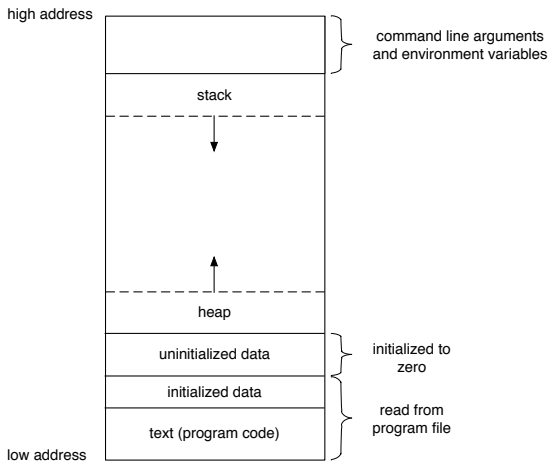 high address
command line arguments
and environment variables
stack
heap
uninitialized data
initialized to
zero
initialized data
read from
program file
text (program code)
low address